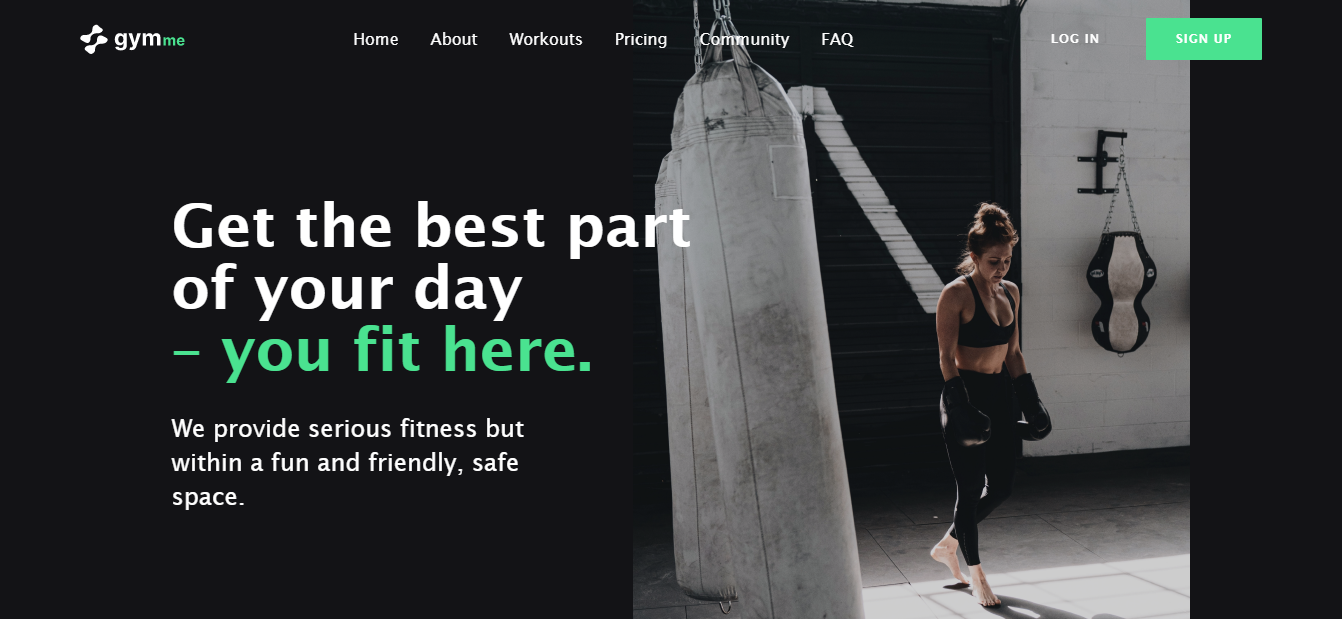 gymme
Home
About
Workouts
Pricing
Community
FAQ
LOG IN
SIGN UP
Get the best part
of your day
– you fit here.
We provide serious fitness but
within a fun and friendly, safe
space.